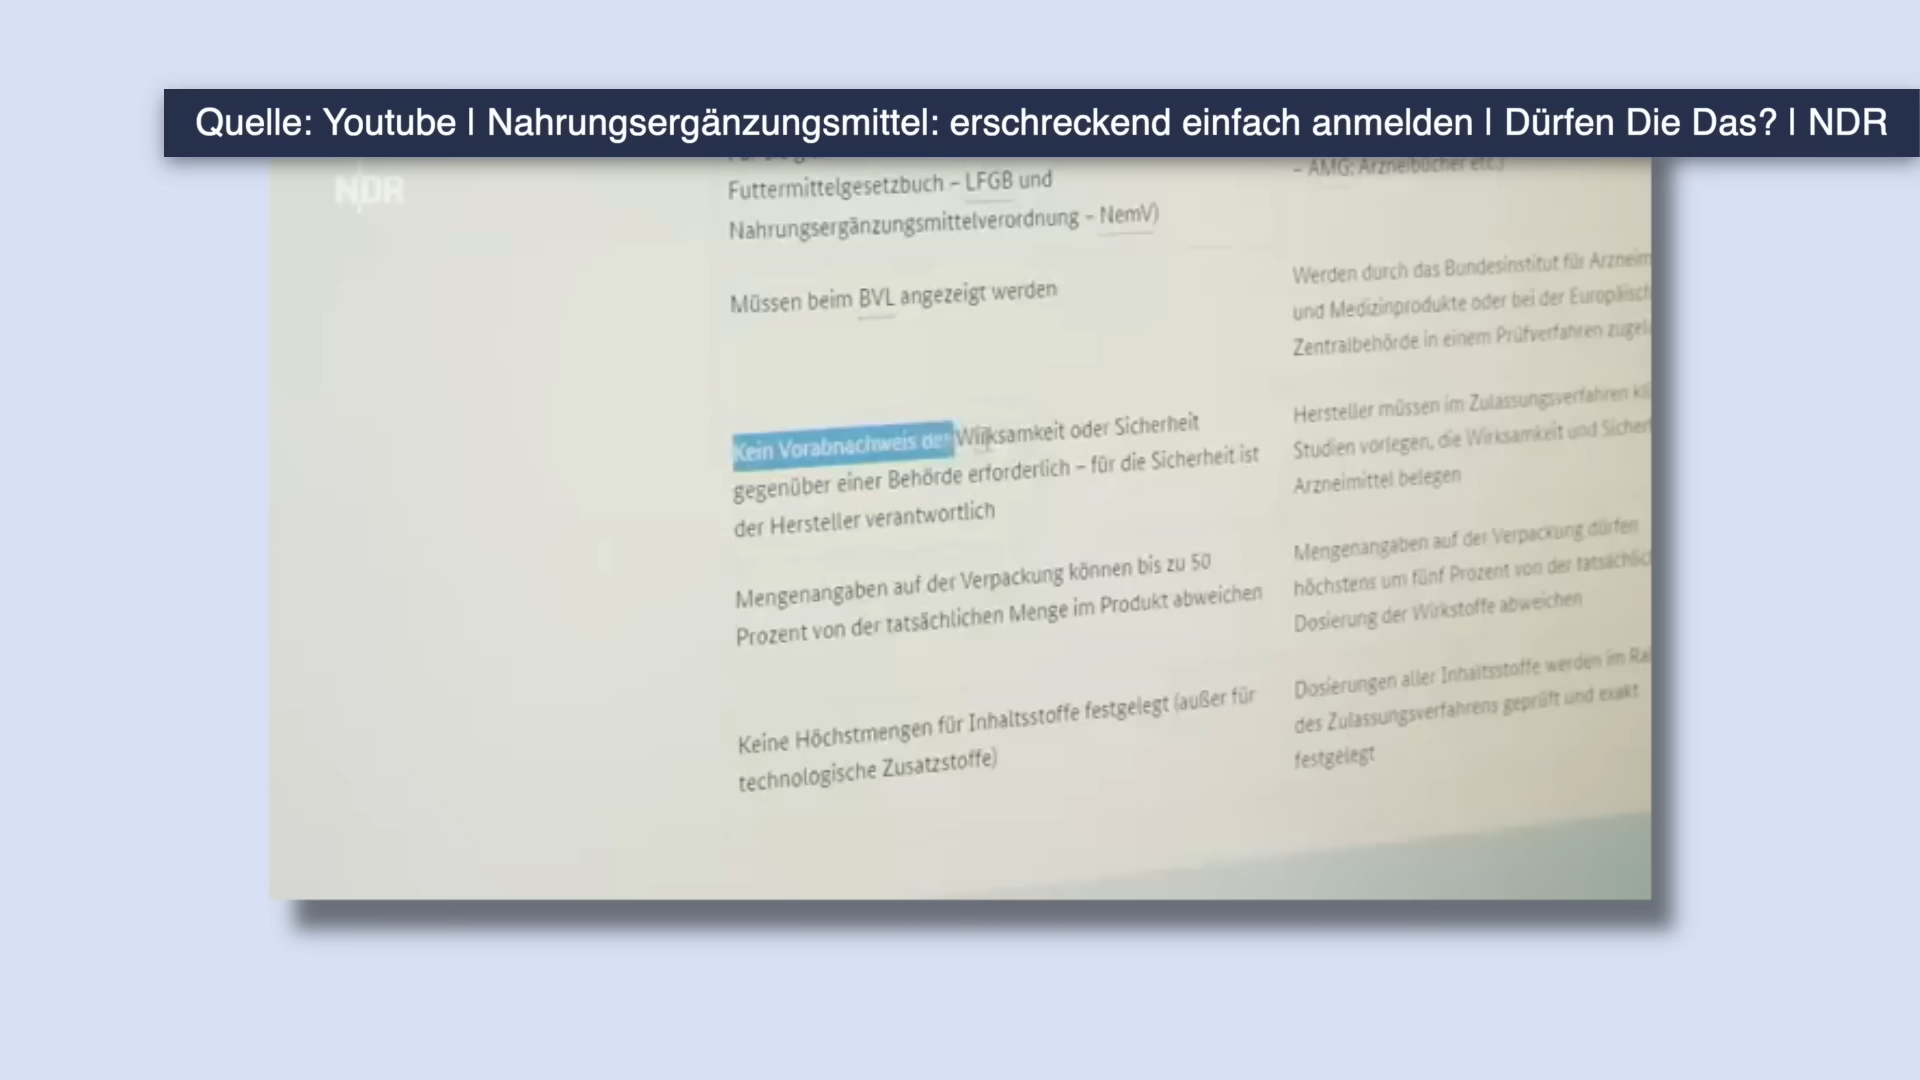 Quelle: Youtube | Nahrungsergänzungsmittel: erschreckend einfach anmelden | Dürfen Die Das? | NDR
NDR
Futtermittelgesetzbuch – LFGB und
Nahrungsergänzungsmittelverordnung – NemV)
Müssen beim BVL angezeigt werden
Kein Vorabnachweis der Wirksamkeit oder Sicherheit
gegenüber einer Behörde erforderlich – für die Sicherheit ist
der Hersteller verantwortlich
Mengenangaben auf der Verpackung können bis zu 50
Prozent von der tatsächlichen Menge im Produkt abweichen
Keine Höchstmengen für Inhaltsstoffe festgelegt (außer für
technologische Zusatzstoffe)
– AMG; Arzneibücher etc.)
Werden durch das Bundesinstitut für
und Medizinprodukte oder bei der
Zentralbehörde in einem Prüfverfahren
Hersteller müssen im Zulassungsverfahren
Studien vorlegen, die Wirksamkeit und
Arzneimittel belegen
Mengenangaben auf der Verpackung dürfen
höchstens um fünf Prozent von der
Dosierung der Wirkstoffe abweichen
Dosierungen aller Inhaltsstoffe werden im
des Zulassungsverfahrens geprüft und exakt
festgelegt